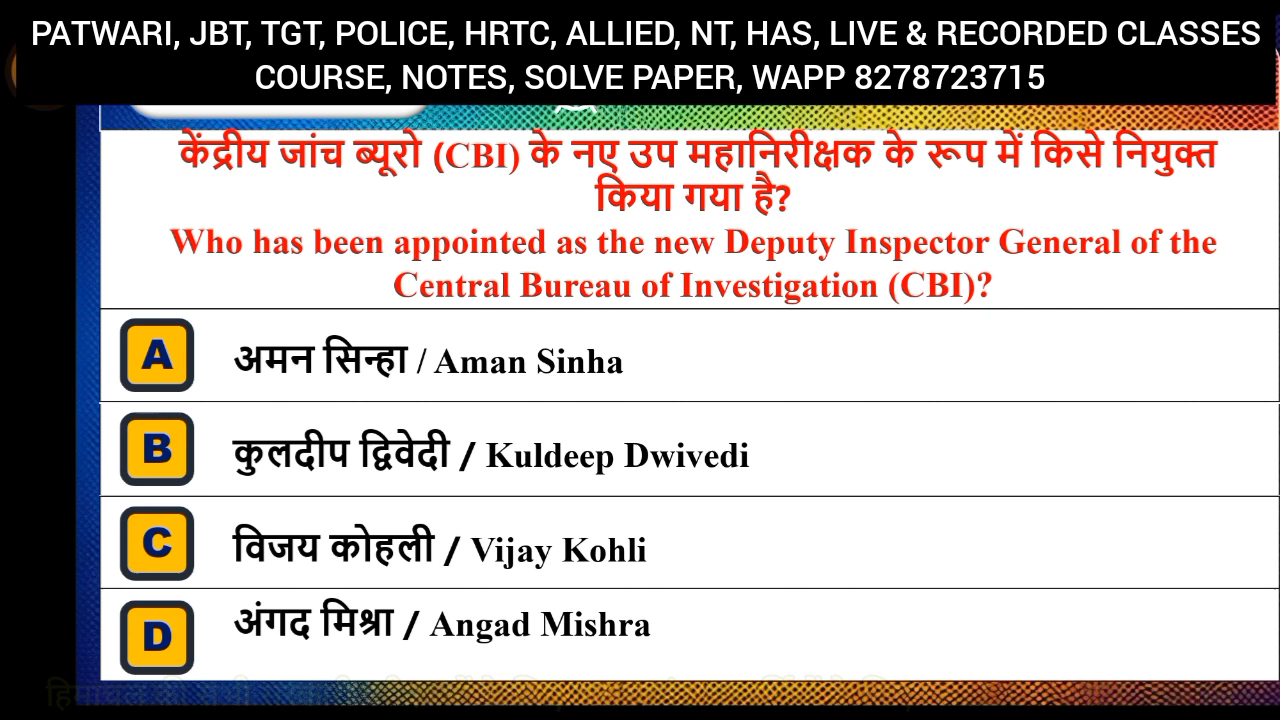 PATWARI, JBT, TGT, POLICE, HRTC, ALLIED, NT, HAS, LIVE & RECORDED CLASSES
COURSE, NOTES, SOLVE PAPER, WAPP 8278723715
केंद्रीय जांच ब्यूरो (CBI) के नए उप महानिरीक्षक के रूप में किसे नियुक्त
किया गया है?
Who has been appointed as the new Deputy Inspector General of the
Central Bureau of Investigation (CBI)?
A अमन सिन्हा / Aman Sinha
B कुलदीप द्विवेदी / Kuldeep Dwivedi
C विजय कोहली / Vijay Kohli
D अंगद मिश्रा / Angad Mishra